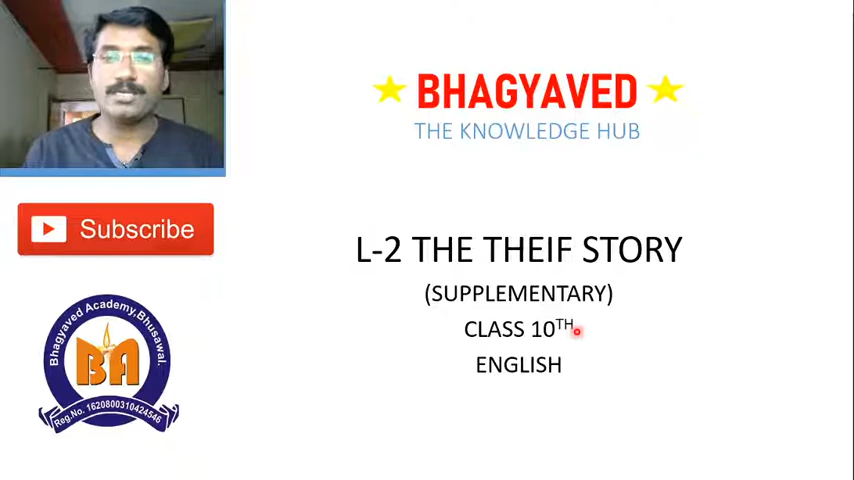 BHAGYAVED
THE KNOWLEDGE HUB
Subscribe
L-2 THE THEIF STORY
(SUPPLEMENTARY)
CLASS 10TH
ENGLISH
Bhagyaved Academy,Bhusawal.
BA
Reg.No. 1620800310424546